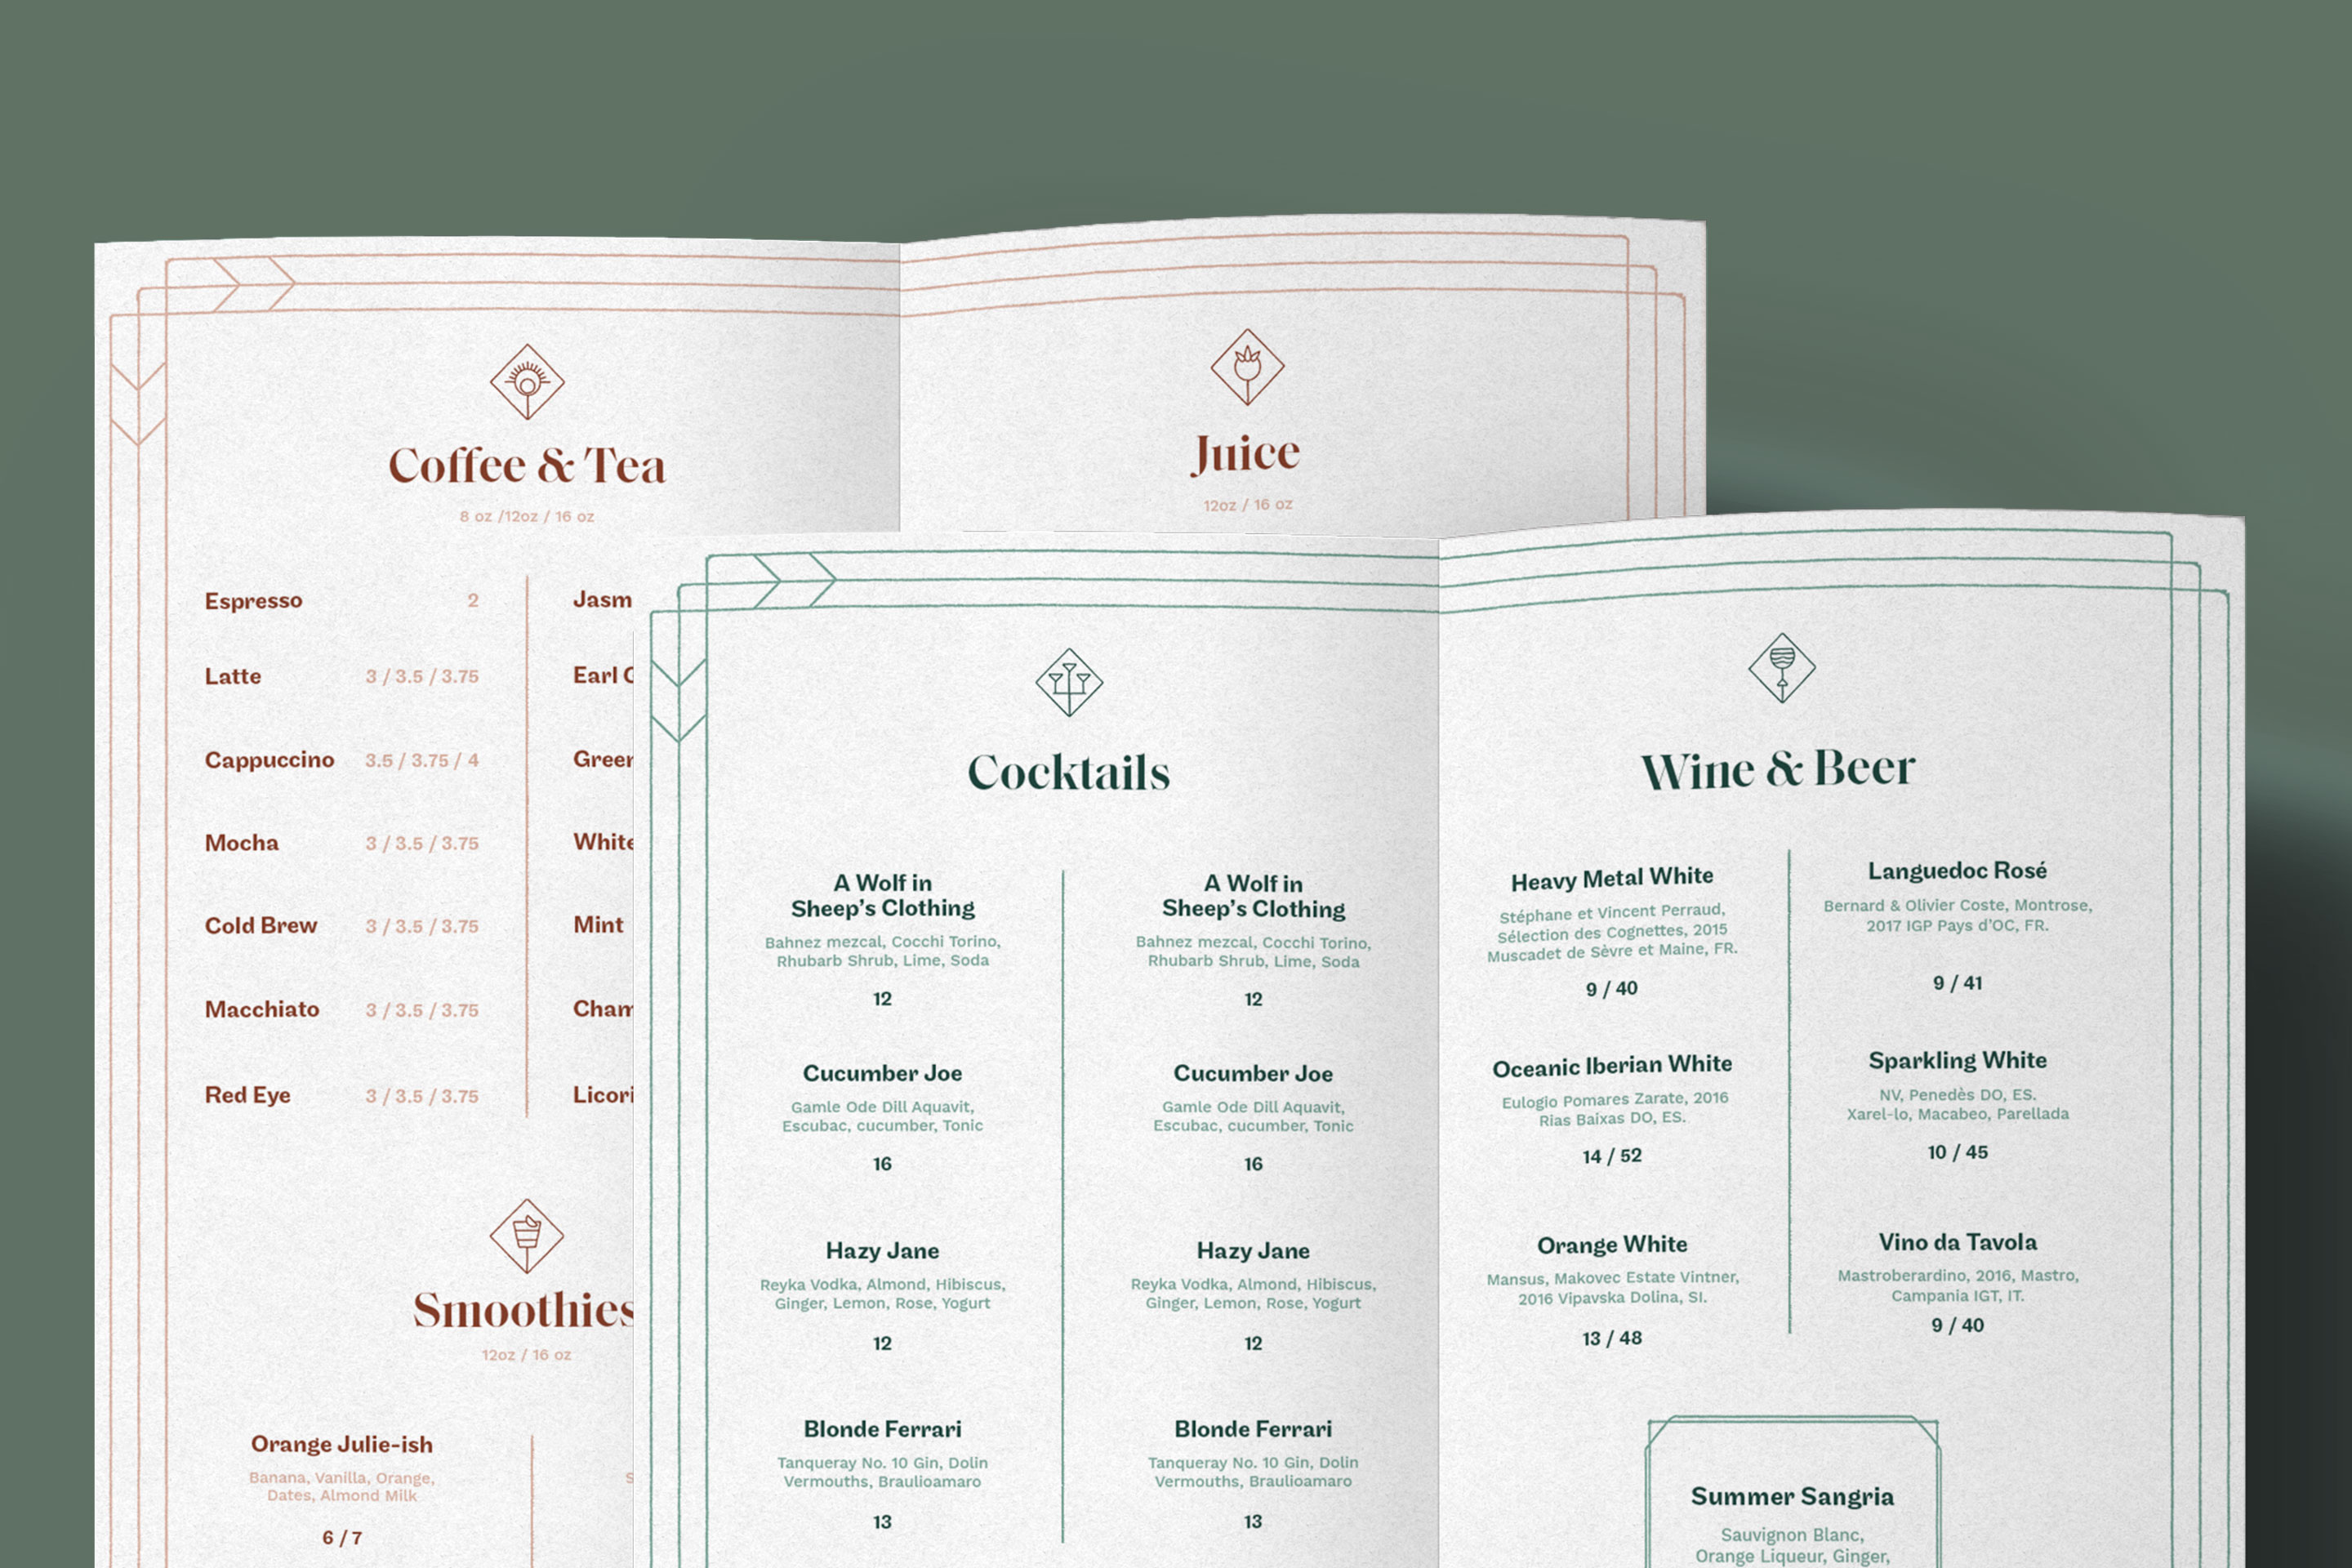 Coffee & Tea
8 oz /12oz / 16 oz
Espresso 2
Latte 3 / 3.5 / 3.75
Cappuccino 3.5 / 3.75 / 4
Mocha 3 / 3.5 / 3.75
Cold Brew 3 / 3.5 / 3.75
Macchiato 3 / 3.5 / 3.75
Red Eye 3 / 3.5 / 3.75
Earl
White
Mint
Smoothies
12oz / 16 oz
Orange Julie-ish
Banana, Vanilla, Orange,
Dates, Almond Milk
6 / 7
Juice
12oz / 16 oz
Cocktails
A Wolf in
Sheep's Clothing
Bahnez mezcal, Cocchi Torino,
Rhubarb Shrub, Lime, Soda
12
Cucumber Joe
Gamle Ode Dill Aquavit,
Escubac, cucumber, Tonic
16
Hazy Jane
Reyka Vodka, Almond, Hibiscus,
Ginger, Lemon, Rose, Yogurt
12
Blonde Ferrari
Tanqueray No. 10 Gin, Dolin
Vermouths, Braulioamaro
13
A Wolf in
Sheep's Clothing
Bahnez mezcal, Cocchi Torino,
Rhubarb Shrub, Lime, Soda
12
Cucumber Joe
Gamle Ode Dill Aquavit,
Escubac, cucumber, Tonic
16
Hazy Jane
Reyka Vodka, Almond, Hibiscus,
Ginger, Lemon, Rose, Yogurt
12
Blonde Ferrari
Tanqueray No. 10 Gin, Dolin
Vermouths, Braulioamaro
13
Wine & Beer
Heavy Metal White
Stéphane et Vincent Perraud,
Sélection des Cognettes, 2015
Muscadet de Sèvre et Maine, FR.
9 / 40
Oceanic Iberian White
Eulogio Pomares Zarate, 2016
Rias Baixas DO, ES.
14 / 52
Orange White
Mansus, Makovec Estate Vintner,
2016 Vipavska Dolina, SI.
13 / 48
Languedoc Rosé
Bernard & Olivier Coste, Montrose,
2017 IGP Pays d'OC, FR.
9 / 41
Sparkling White
NV, Penedès DO, ES.
Xarel-lo, Macabeo, Parellada
10 / 45
Vino da Tavola
Mastroberardino, 2016, Mastro,
Campania IGT, IT.
9 / 40
Summer Sangria
Sauvignon Blanc,
Orange Liqueur, Ginger,